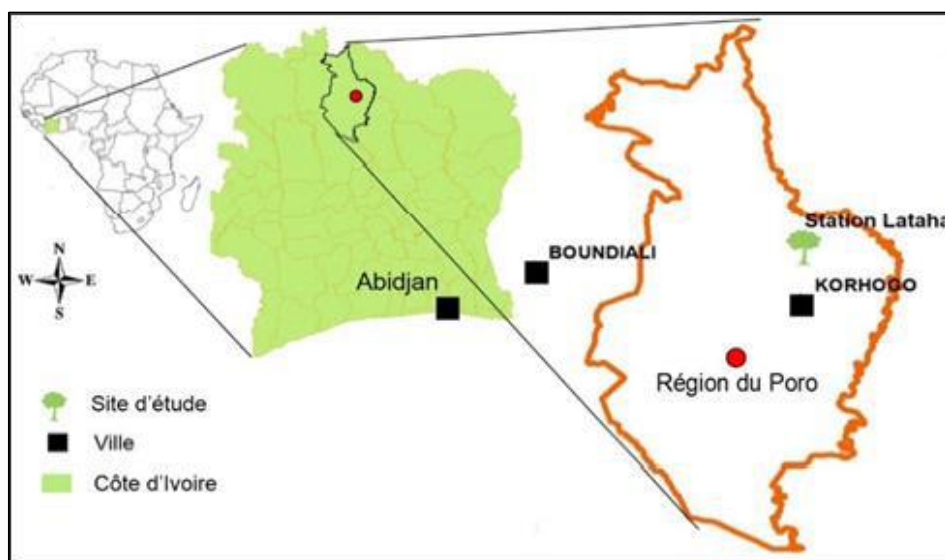 Station Lataha
BOUNDIALI
KORHOGO
Abidjan
Région du Poro
N
W
E
S
Site d'étude
Ville
Côte d'Ivoire